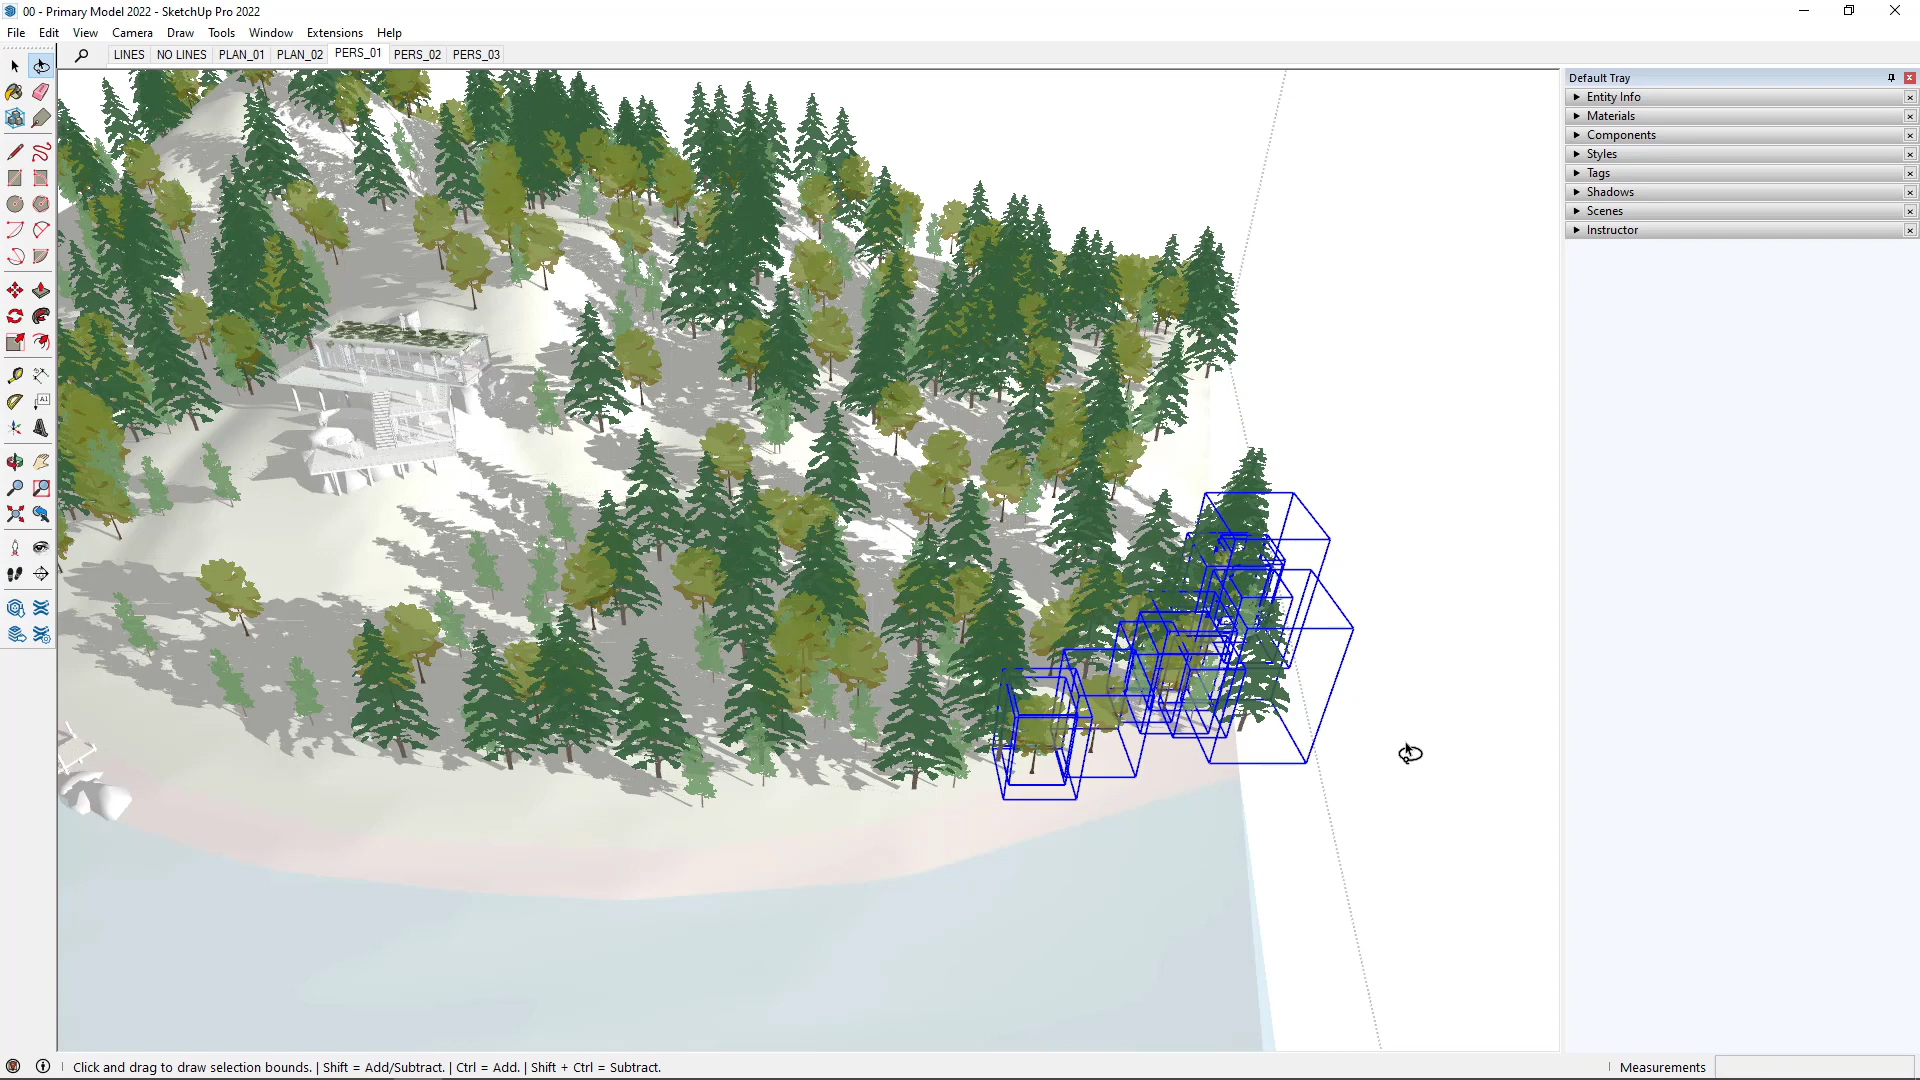 00 - Primary Model 2022 - SketchUp Pro 2022
File Edit View Camera Draw Tools Window Extensions Help
LINES NO LINES PLAN_01 PLAN_02 PERS_01 PERS_02 PERS_03
Default Tray
Entity Info
Materials
Components
Styles
Tags
Shadows
Scenes
Instructor
Click and drag to draw selection bounds. | Shift = Add/Subtract. | Ctrl = Add. | Shift + Ctrl = Subtract.
Measurements